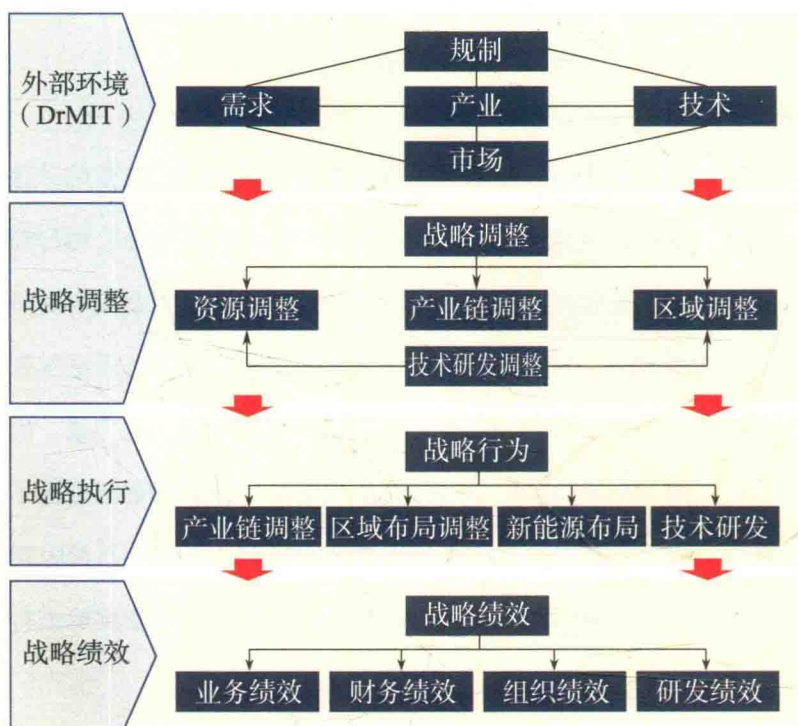 外部环境
（DrMIT）
规制
需求
产业
技术
市场
战略调整
战略调整
资源调整
产业链调整
区域调整
技术研发调整
战略执行
战略行为
产业链调整
区域布局调整
新能源布局
技术研发
战略绩效
战略绩效
业务绩效
财务绩效
组织绩效
研发绩效